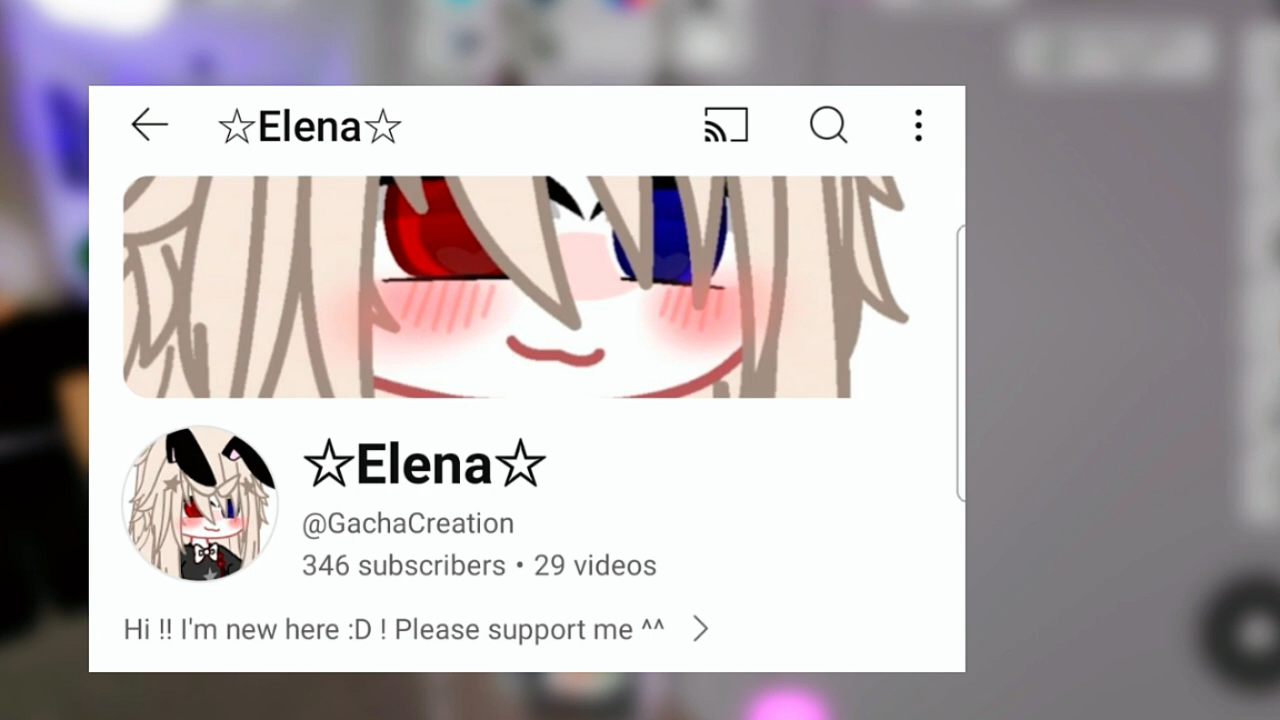 ☆Elena☆
☆Elena☆
@GachaCreation
346 subscribers • 29 videos
Hi !! I'm new here :D ! Please support me ^^